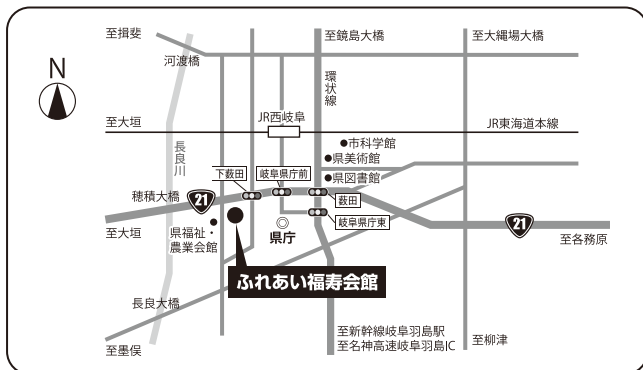 至揖斐
至鏡島大橋
至大縄場大橋
河渡橋
N
環状線
JR西岐阜
至大垣
JR東海道本線
市科学館
県美術館
長良川
下薮田
岐阜県庁前
県図書館
穂積大橋
21
薮田
岐阜県庁東
21
至大垣
県福祉・
農業会館
県庁
至各務原
ふれあい福寿会館
長良大橋
至新幹線岐阜羽島駅
至名神高速岐阜羽島IC
至墨俣
至柳津